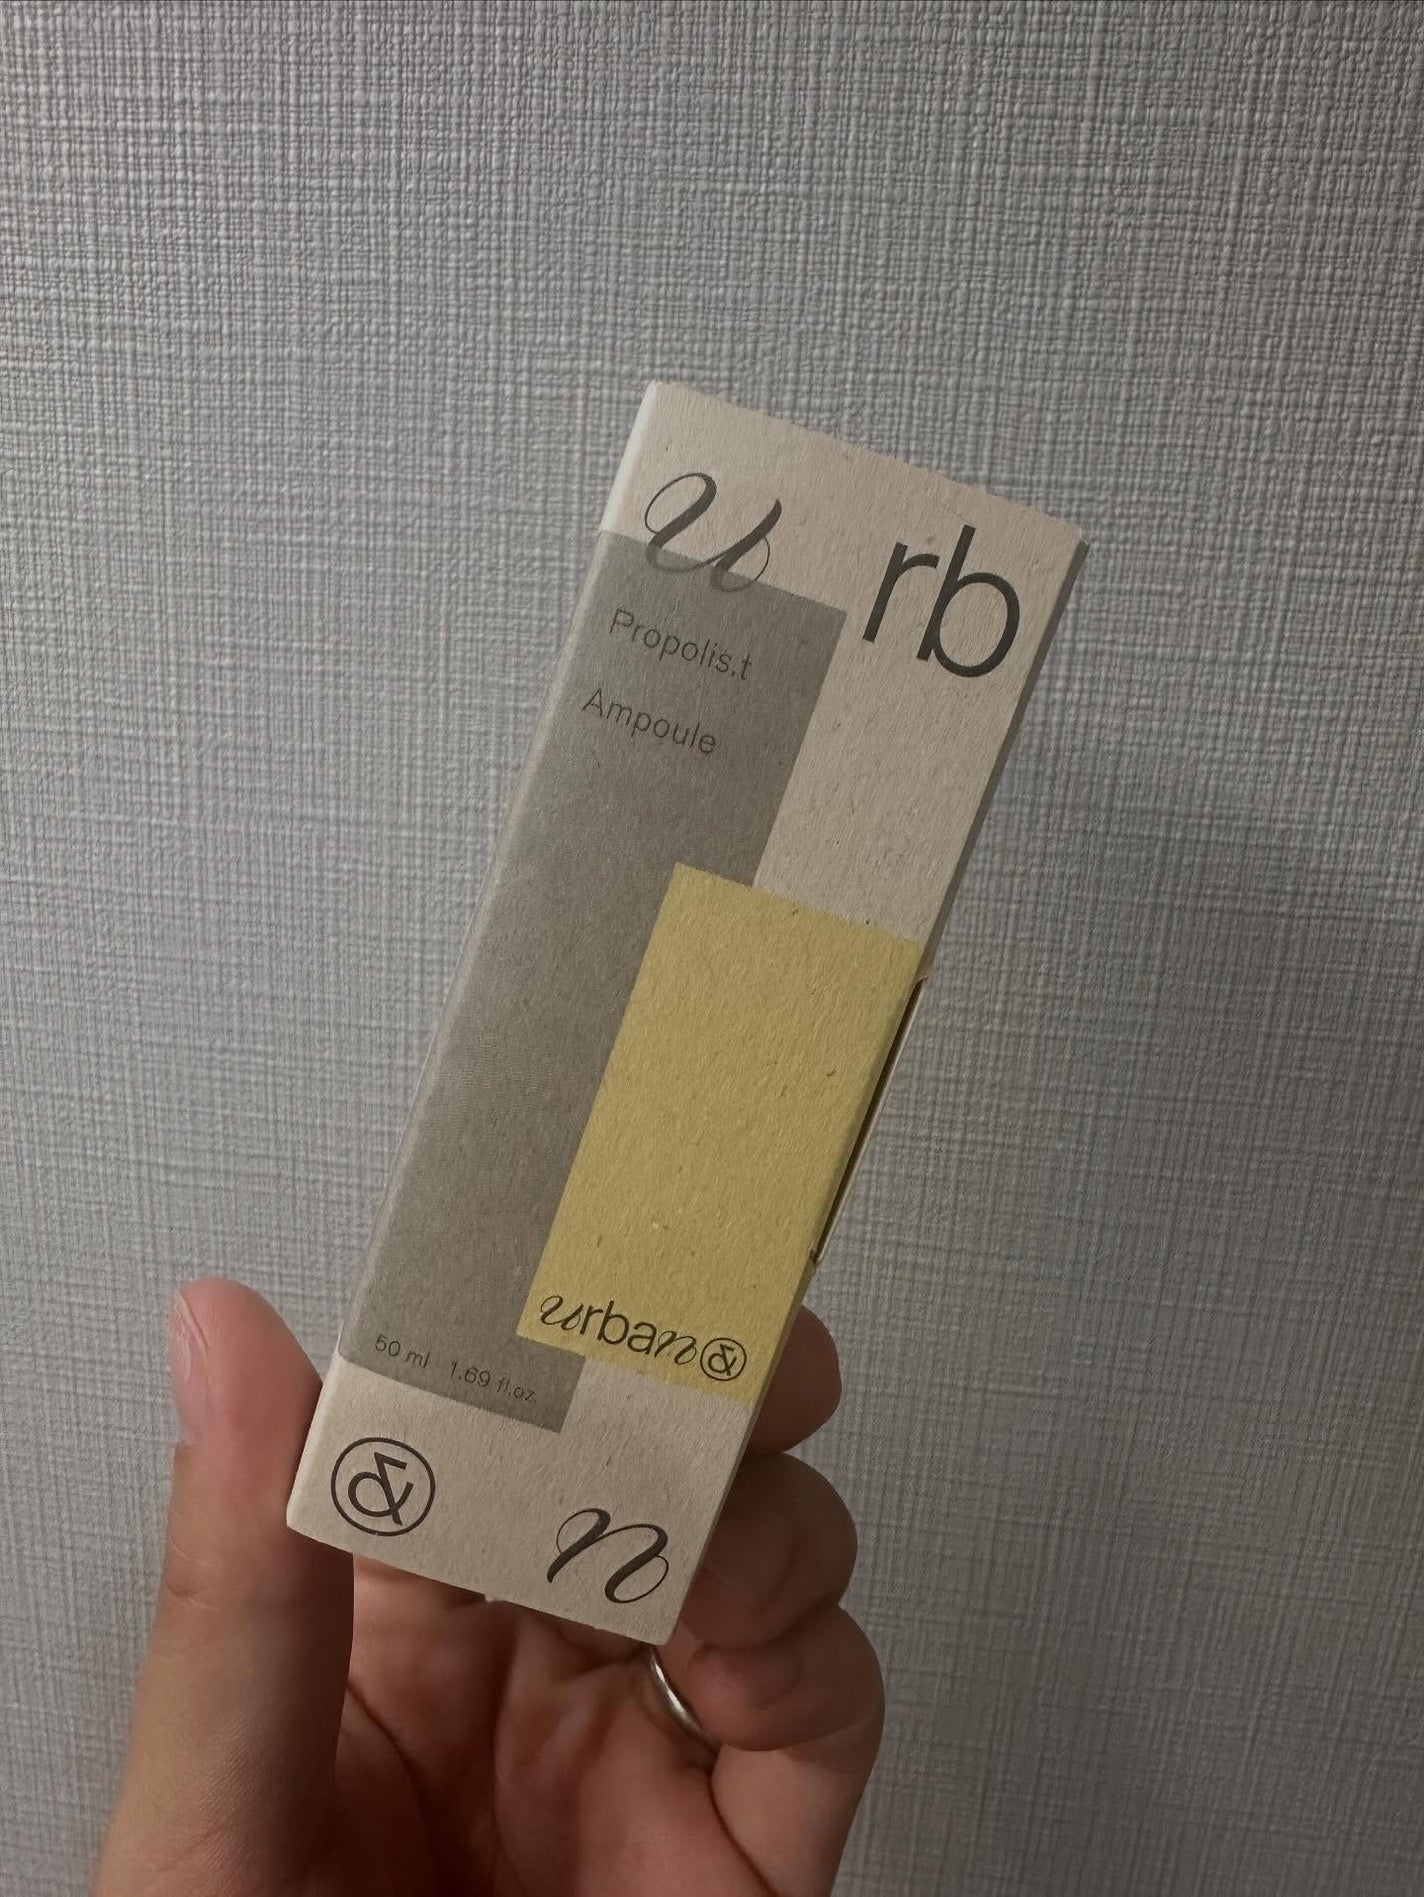 u rb
Propolis.t
Ampoule
urban&
50 ml 1.69 fl.oz.
& n